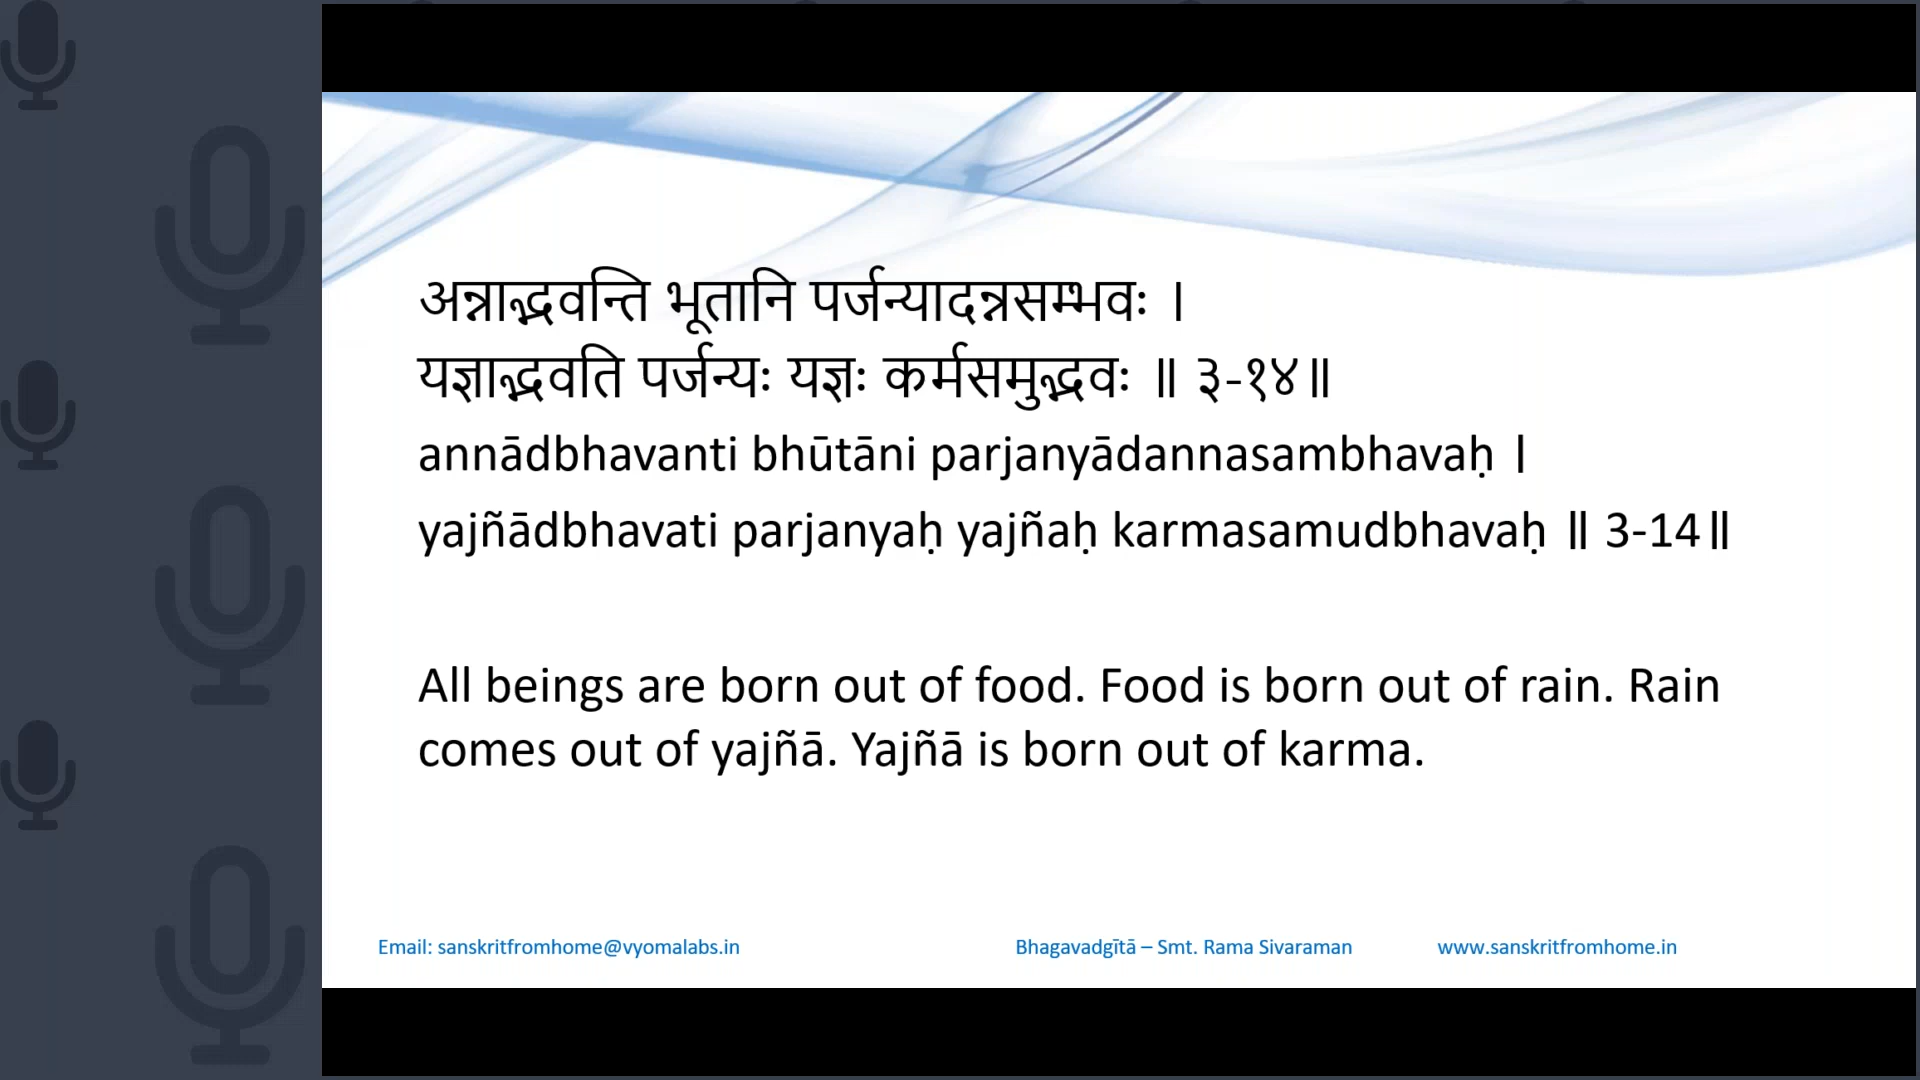 अन्नाद्भवन्ति भूतानि पर्जन्यादन्नसम्भवः ।
यज्ञाद्भवति पर्जन्यः यज्ञः कर्मसमुद्भवः ॥ ३-१४॥
annādbhavanti bhūtāni parjanyādannasambhavaḥ ।
yajñādbhavati parjanyaḥ yajñaḥ karmasamudbhavaḥ ॥ 3-14॥
All beings are born out of food. Food is born out of rain. Rain
comes out of yajñā. Yajñā is born out of karma.
Email: sanskritfromhome@vyomalabs.in Bhagavadgītā – Smt. Rama Sivaraman www.sanskritfromhome.in